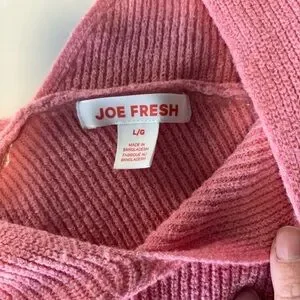 JOE FRESH
L/G
MADE IN
BANGLADESH
FABRIQUÉ AU
BANGLADESH